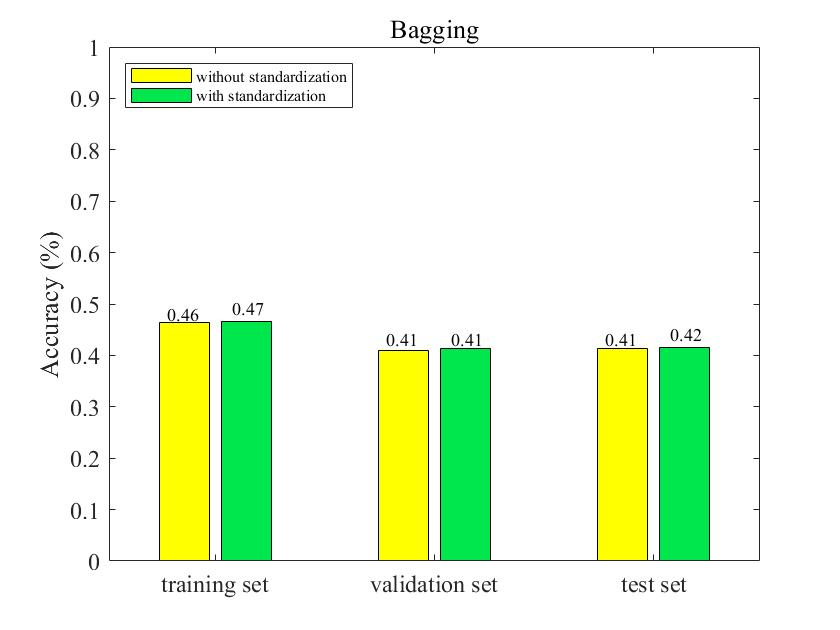 Bagging
without standardization
with standardization
Accuracy (%)
1
0.9
0.8
0.7
0.6
0.5
0.4
0.3
0.2
0.1
0
0.46
0.47
0.41
0.41
0.41
0.42
training set
validation set
test set